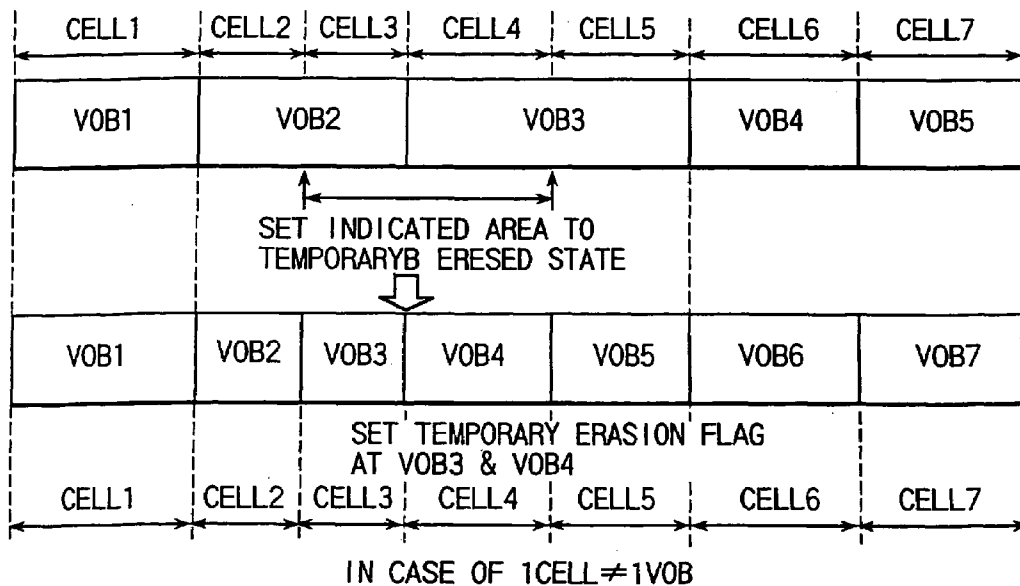 CELL1 CELL2 CELL3 CELL4 CELL5 CELL6 CELL7
VOB1 VOB2 VOB3 VOB4 VOB5
SET INDICATED AREA TO
TEMPORARYB ERESED STATE
VOB1 VOB2 VOB3 VOB4 VOB5 VOB6 VOB7
SET TEMPORARY ERASION FLAG
AT VOB3 & VOB4
CELL1 CELL2 CELL3 CELL4 CELL5 CELL6 CELL7
IN CASE OF 1CELL≠1VOB